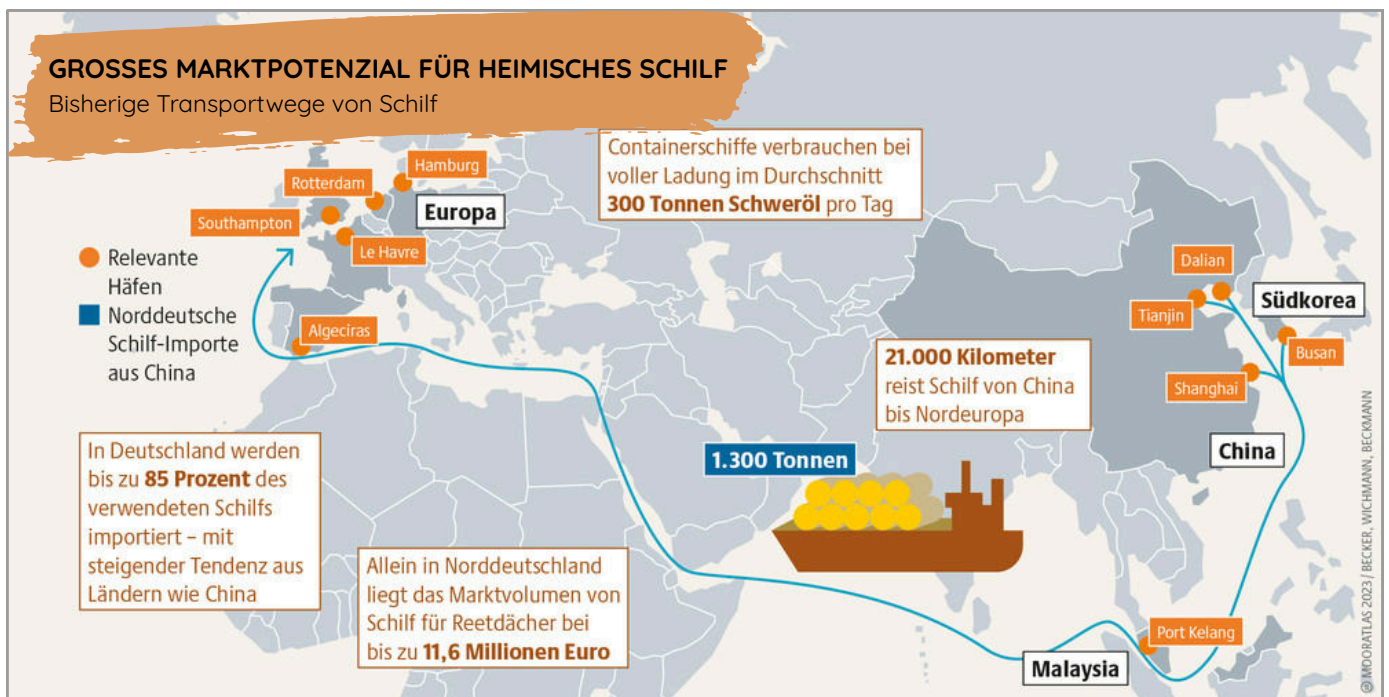 GROSSES MARKTPOTENZIAL FÜR HEIMISCHES SCHILF
Bisherige Transportwege von Schilf
Containerschiffe verbrauchen bei
voller Ladung im Durchschnitt
300 Tonnen Schweröl pro Tag
Hamburg
Rotterdam
Europa
Southampton
Le Havre
Relevante
Häfen
Norddeutsche
Schilf-Importe
aus China
Algeciras
Dalian
Südkorea
Tianjin
Busan
Shanghai
21.000 Kilometer
reist Schilf von China
bis Nordeuropa
China
1.300 Tonnen
In Deutschland werden
bis zu 85 Prozent des
verwendeten Schilfs
importiert – mit
steigender Tendenz aus
Ländern wie China
Allein in Norddeutschland
liegt das Marktvolumen von
Schilf für Reetdächer bei
bis zu 11,6 Millionen Euro
Port Kelang
Malaysia
@ MOORATLAS 2023 / BECKER, WICHMANN, BECKMANN